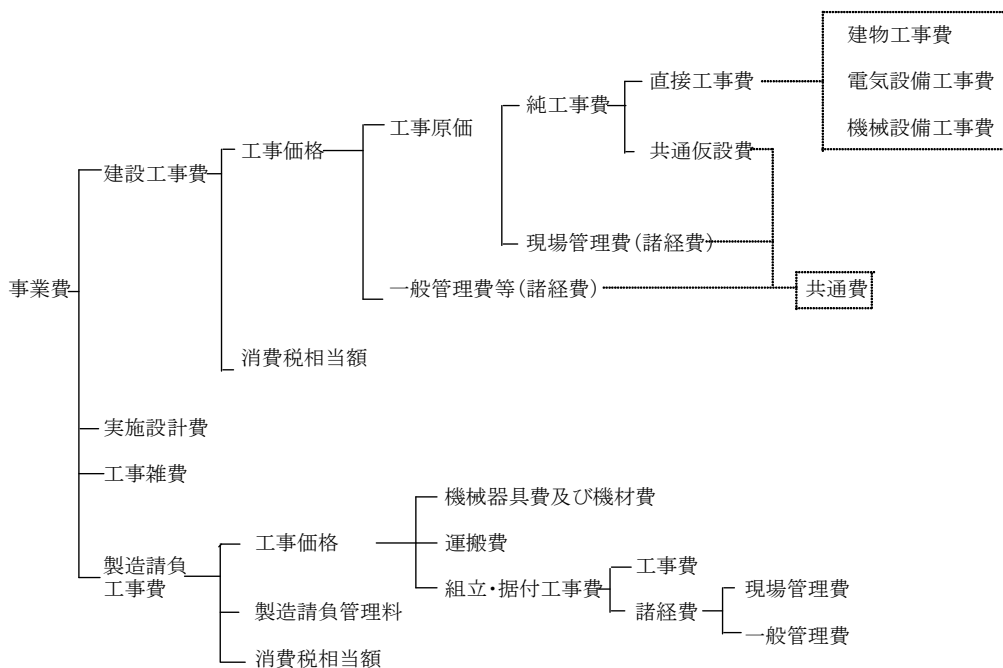 建物工事費
直接工事費
電気設備工事費
純工事費
工事原価
機械設備工事費
工事価格
共通仮設費
建設工事費
現場管理費(諸経費)
事業費
一般管理費等(諸経費)
共通費
消費税相当額
実施設計費
工事雑費
機械器具費及び機材費
工事価格
運搬費
製造請負
工事費
組立・据付工事費
工事費
現場管理費
製造請負管理料
諸経費
一般管理費
消費税相当額